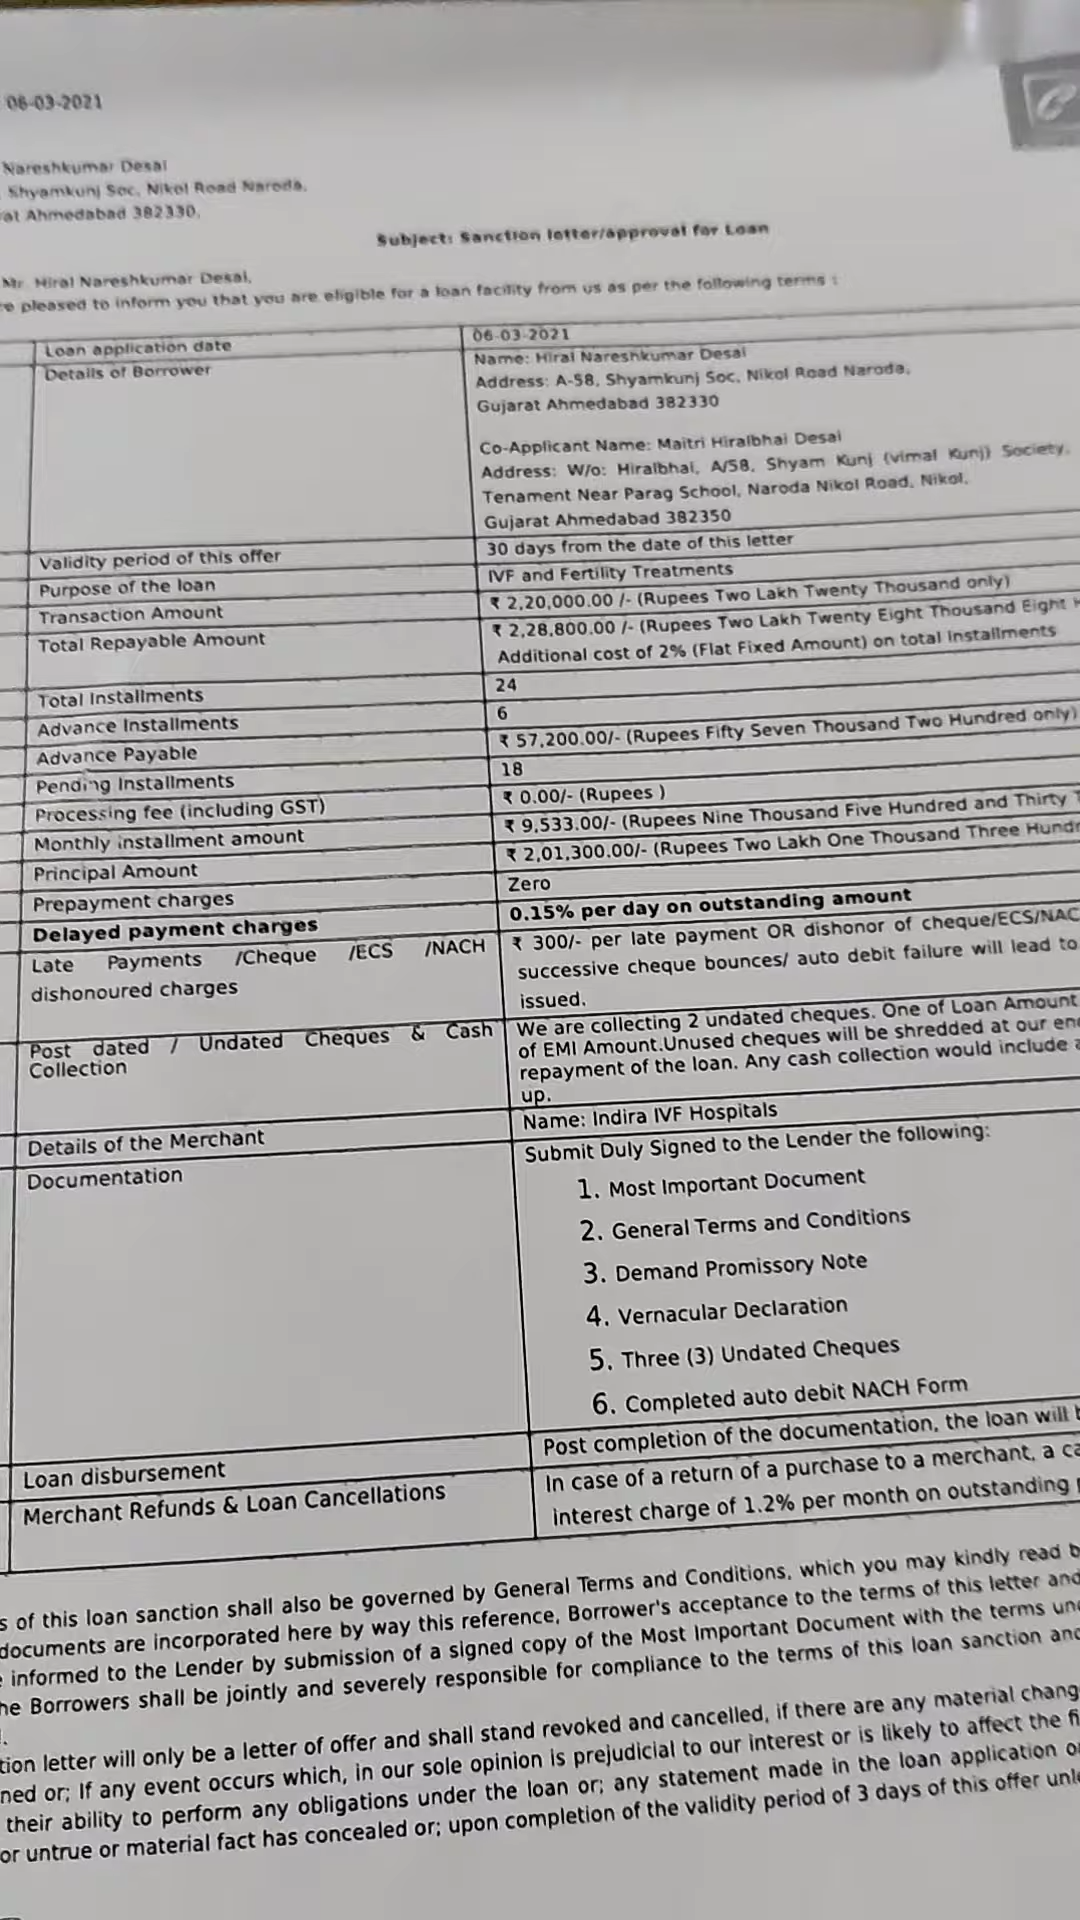 06-03-2021
Nareshkumar Desai
Shyamkunj Soc, Nikol Road Naroda,
at Ahmedabad 382330,
Subject: Sanction letter/approval for Loan
Mr. Hiral Nareshkumar Desai,
e pleased to inform you that you are eligible for a loan facility from us as per the following terms :
Loan application date 06-03-2021
Details of Borrower Name: Hiral Nareshkumar Desai
Address: A-58, Shyamkunj Soc, Nikol Road Naroda,
Gujarat Ahmedabad 382330
Co-Applicant Name: Maitri Hiralbhai Desai
Address: W/o: Hiralbhai, A/58, Shyam Kunj (vimal Kunj) Society,
Tenament Near Parag School, Naroda Nikol Road, Nikol,
Gujarat Ahmedabad 382350
Validity period of this offer 30 days from the date of this letter
Purpose of the loan IVF and Fertility Treatments
Transaction Amount ₹ 2,20,000.00 /- (Rupees Two Lakh Twenty Thousand only)
Total Repayable Amount ₹ 2,28,800.00 /- (Rupees Two Lakh Twenty Eight Thousand Eight
Additional cost of 2% (Flat Fixed Amount) on total Installments
Total Installments 24
Advance Installments 6
Advance Payable ₹ 57,200.00/- (Rupees Fifty Seven Thousand Two Hundred only)
Pending Installments 18
Processing fee (including GST) ₹ 0.00/- (Rupees )
Monthly installment amount ₹ 9,533.00/- (Rupees Nine Thousand Five Hundred and Thirty T
Principal Amount ₹ 2,01,300.00/- (Rupees Two Lakh One Thousand Three Hundr
Prepayment charges Zero
Delayed payment charges 0.15% per day on outstanding amount
Late Payments /Cheque /ECS /NACH ₹ 300/- per late payment OR dishonor of cheque/ECS/NAC
dishonoured charges successive cheque bounces/ auto debit failure will lead to
issued.
Post dated / Undated Cheques & Cash We are collecting 2 undated cheques. One of Loan Amount
Collection of EMI Amount.Unused cheques will be shredded at our en
repayment of the loan. Any cash collection would include a
up.
Details of the Merchant Name: Indira IVF Hospitals
Documentation Submit Duly Signed to the Lender the following:
1. Most Important Document
2. General Terms and Conditions
3. Demand Promissory Note
4. Vernacular Declaration
5. Three (3) Undated Cheques
6. Completed auto debit NACH Form
Loan disbursement Post completion of the documentation, the loan will b
Merchant Refunds & Loan Cancellations In case of a return of a purchase to a merchant, a ca
interest charge of 1.2% per month on outstanding
s of this loan sanction shall also be governed by General Terms and Conditions, which you may kindly read b
documents are incorporated here by way this reference, Borrower's acceptance to the terms of this letter and
informed to the Lender by submission of a signed copy of the Most Important Document with the terms un
he Borrowers shall be jointly and severely responsible for compliance to the terms of this loan sanction and
tion letter will only be a letter of offer and shall stand revoked and cancelled, if there are any material chang
ned or; If any event occurs which, in our sole opinion is prejudicial to our interest or is likely to affect the fi
their ability to perform any obligations under the loan or; any statement made in the loan application o
or untrue or material fact has concealed or; upon completion of the validity period of 3 days of this offer unl